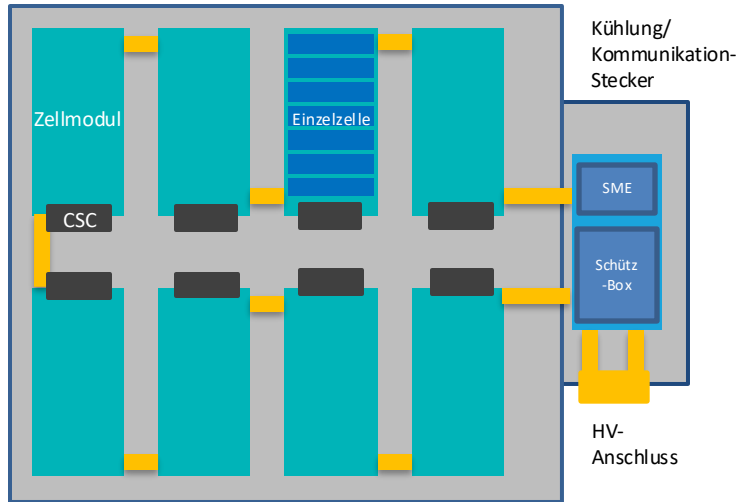 Kühlung/
Kommunikation-
Stecker
Zellmodul
Einzelzelle
SME
CSC
Schütz
-Box
HV-
Anschluss